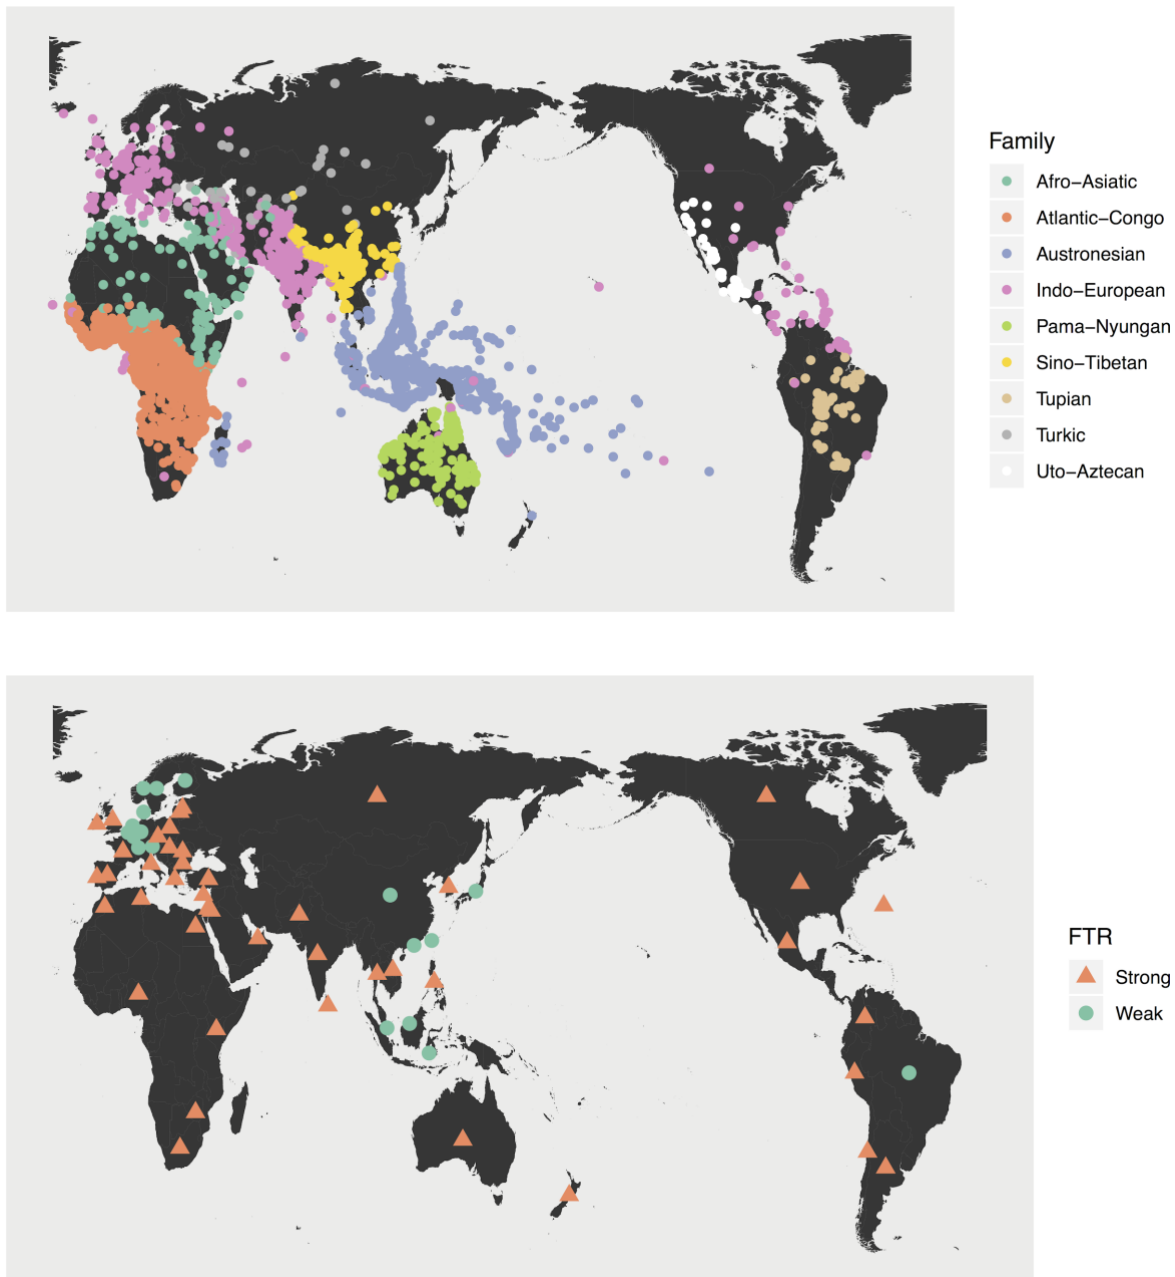 Family
Afro−Asiatic
Atlantic−Congo
Austronesian
Indo−European
Pama−Nyungan
Sino−Tibetan
Tupian
Turkic
Uto−Aztecan
FTR
Strong
Weak